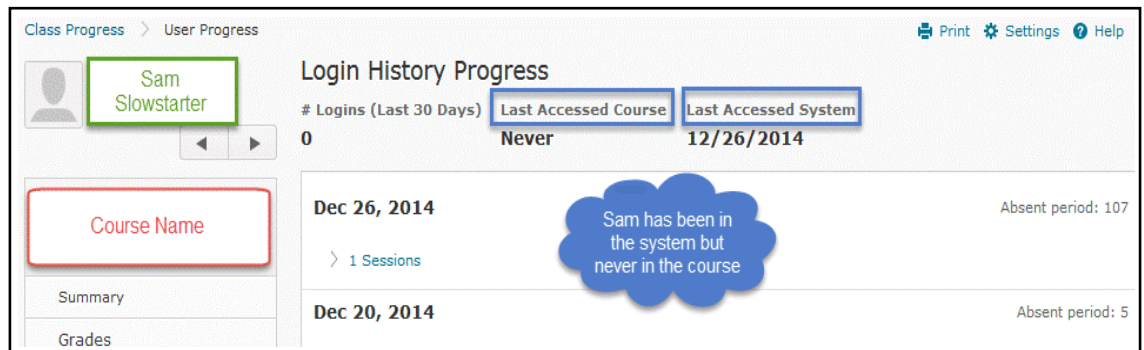 Class Progress > User Progress
Print Settings Help
Sam
Slowstarter
Login History Progress
# Logins (Last 30 Days) Last Accessed Course Last Accessed System
0 Never 12/26/2014
Course Name
Dec 26, 2014 Absent period: 107
> 1 Sessions
Sam has been in
the system but
never in the course
Summary
Dec 20, 2014 Absent period: 5
Grades